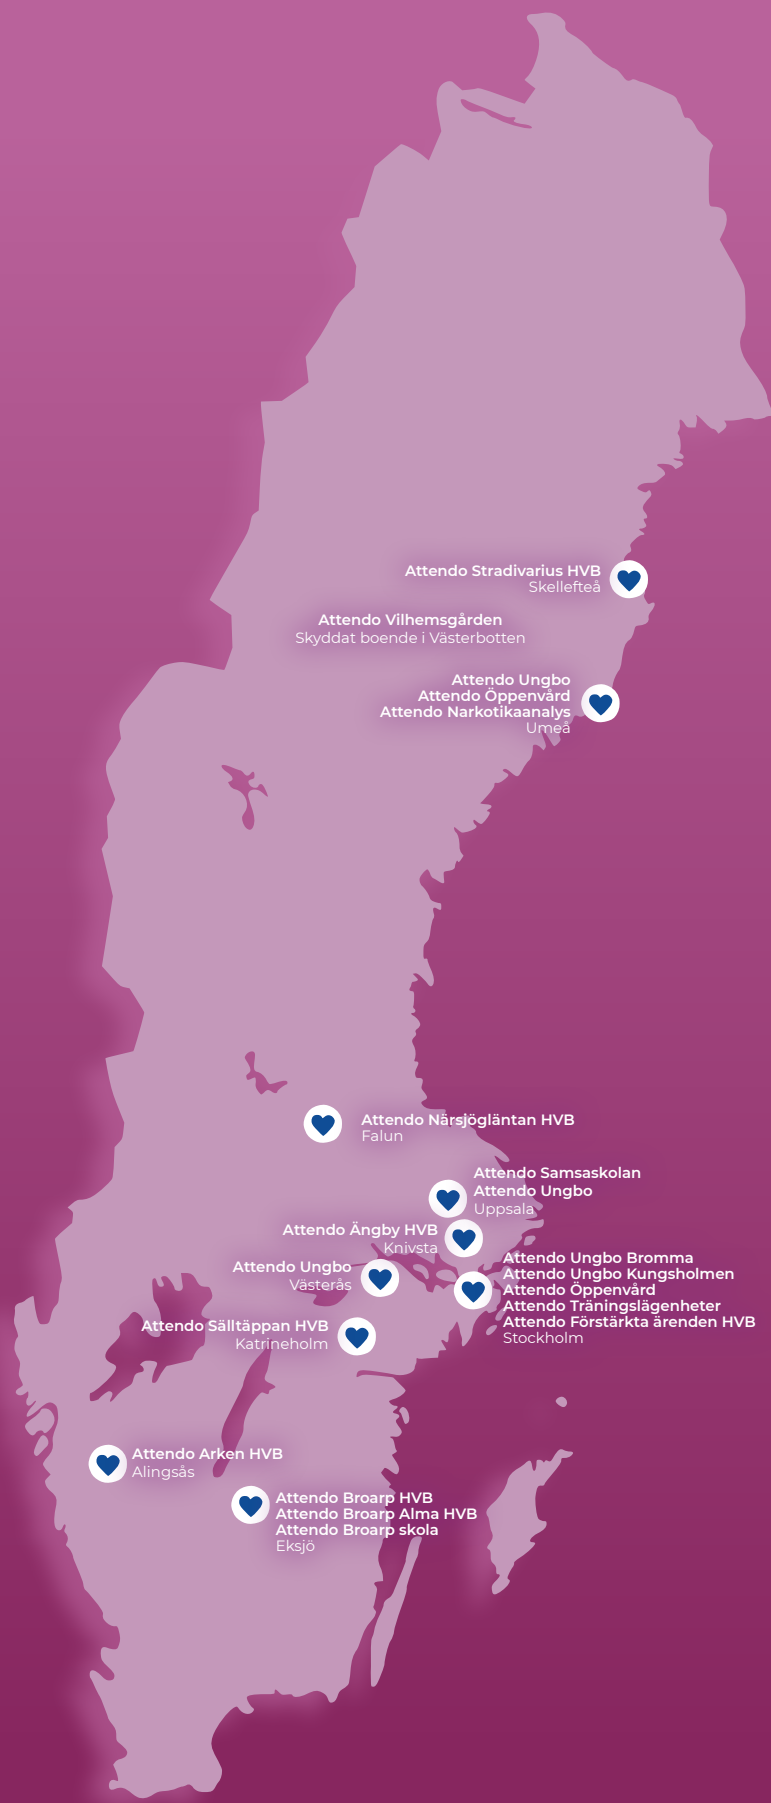 Attendo Stradivarius HVB
Skellefteå
Attendo Vilhemsgården
Skyddat boende i Västerbotten
Attendo Ungbo
Attendo Öppenvård
Attendo Narkotikaanalys
Umeå
Attendo Närsjögläntan HVB
Falun
Attendo Samsaskolan
Attendo Ungbo
Uppsala
Attendo Ängby HVB
Knivsta
Attendo Ungbo
Västerås
Attendo Ungbo Bromma
Attendo Ungbo Kungsholmen
Attendo Öppenvård
Attendo Träningslägenheter
Attendo Förstärkta ärenden HVB
Stockholm
Attendo Sälltäppan HVB
Katrineholm
Attendo Arken HVB
Alingsås
Attendo Broarp HVB
Attendo Broarp Alma HVB
Attendo Broarp skola
Eksjö